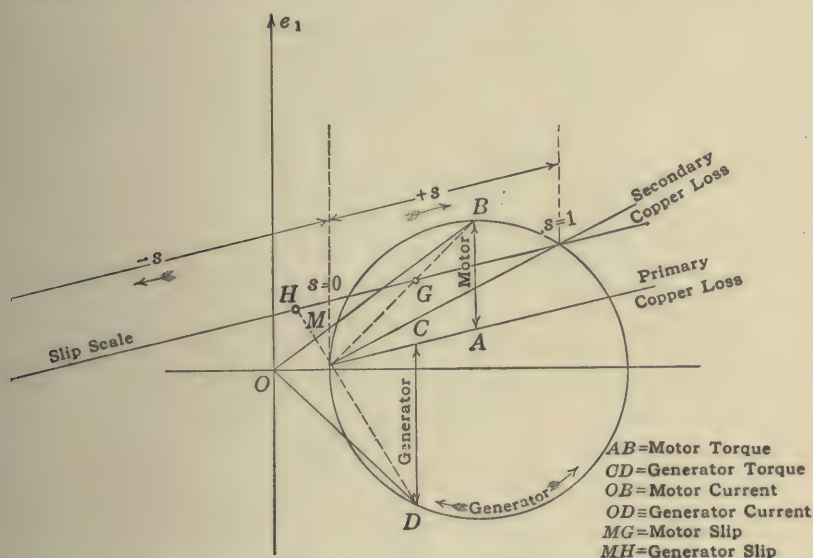 e₁
+s
Secondary
Copper Loss
B
s=1
-s
s=0
Motor
Primary
Copper Loss
H
M
G
C
A
Slip Scale
O
Generator
Generator
D
AB=Motor Torque
CD=Generator Torque
OB=Motor Current
OD=Generator Current
MG=Motor Slip
MH=Generator Slip